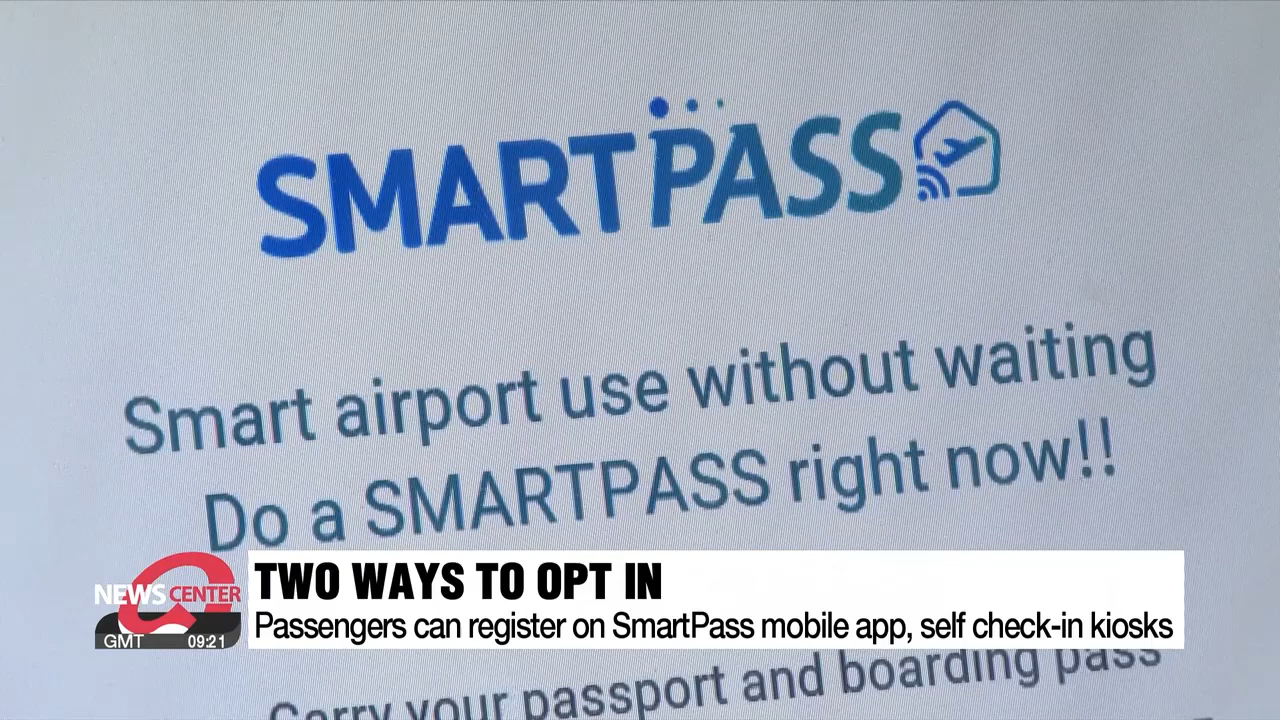 SMARTPASS
Smart airport use without waiting
Do a SMARTPASS right now!!
TWO WAYS TO OPT IN
Passengers can register on SmartPass mobile app, self check-in kiosks
NEWS CENTER
GMT 09:21
Carry your passport and boarding pass